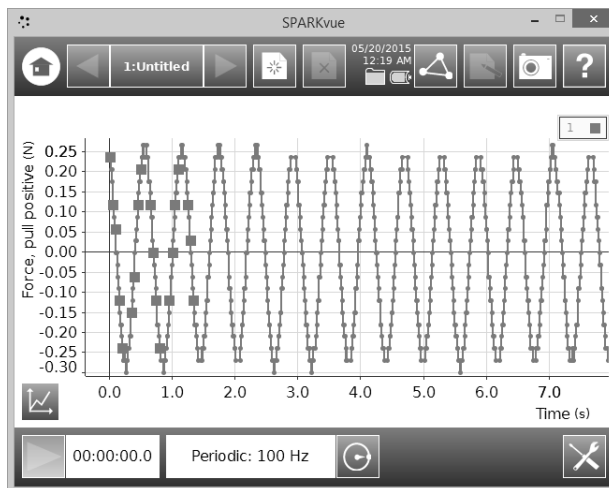 SPARKvue
1:Untitled
05/20/2015
12:19 AM
?
1
Force, pull positive (N)
0.25
0.20
0.15
0.10
0.05
0.00
-0.05
-0.10
-0.15
-0.20
-0.25
-0.30
0.0 1.0 2.0 3.0 4.0 5.0 6.0 7.0
Time (s)
00:00:00.0
Periodic: 100 Hz